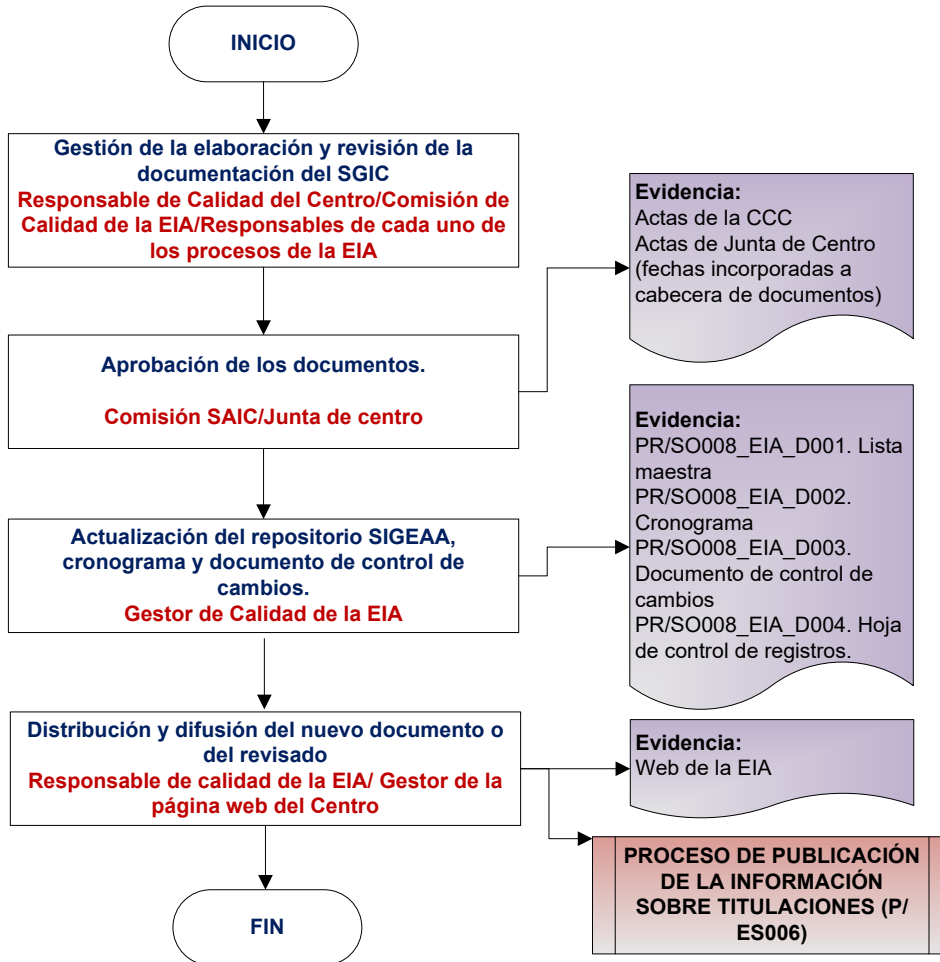 INICIO
Gestión de la elaboración y revisión de la
documentación del SGIC
Responsable de Calidad del Centro/Comisión de
Calidad de la EIA/Responsables de cada uno de
los procesos de la EIA
Evidencia:
Actas de la CCC
Actas de Junta de Centro
(fechas incorporadas a
cabecera de documentos)
Aprobación de los documentos.
Comisión SAIC/Junta de centro
Evidencia:
PR/SO008_EIA_D001. Lista
maestra
PR/SO008_EIA_D002.
Cronograma
PR/SO008_EIA_D003.
Documento de control de
cambios
PR/SO008_EIA_D004. Hoja
de control de registros.
Actualización del repositorio SIGEAA,
cronograma y documento de control de
cambios.
Gestor de Calidad de la EIA
Distribución y difusión del nuevo documento o
del revisado
Responsable de calidad de la EIA/ Gestor de la
página web del Centro
Evidencia:
Web de la EIA
PROCESO DE PUBLICACIÓN
DE LA INFORMACIÓN
SOBRE TITULACIONES (P/
ES006)
FIN